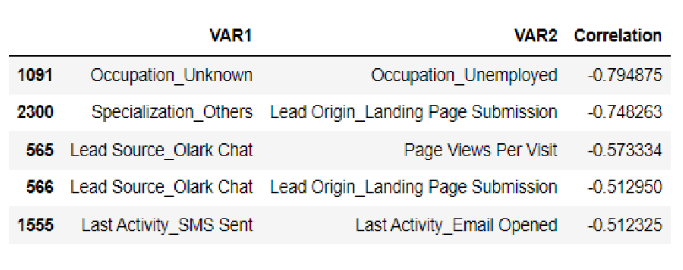 VAR1 VAR2 Correlation
1091 Occupation_Unknown Occupation_Unemployed -0.794875
2300 Specialization_Others Lead Origin_Landing Page Submission -0.748263
565 Lead Source_Olark Chat Page Views Per Visit -0.573334
566 Lead Source_Olark Chat Lead Origin_Landing Page Submission -0.512950
1555 Last Activity_SMS Sent Last Activity_Email Opened -0.512325